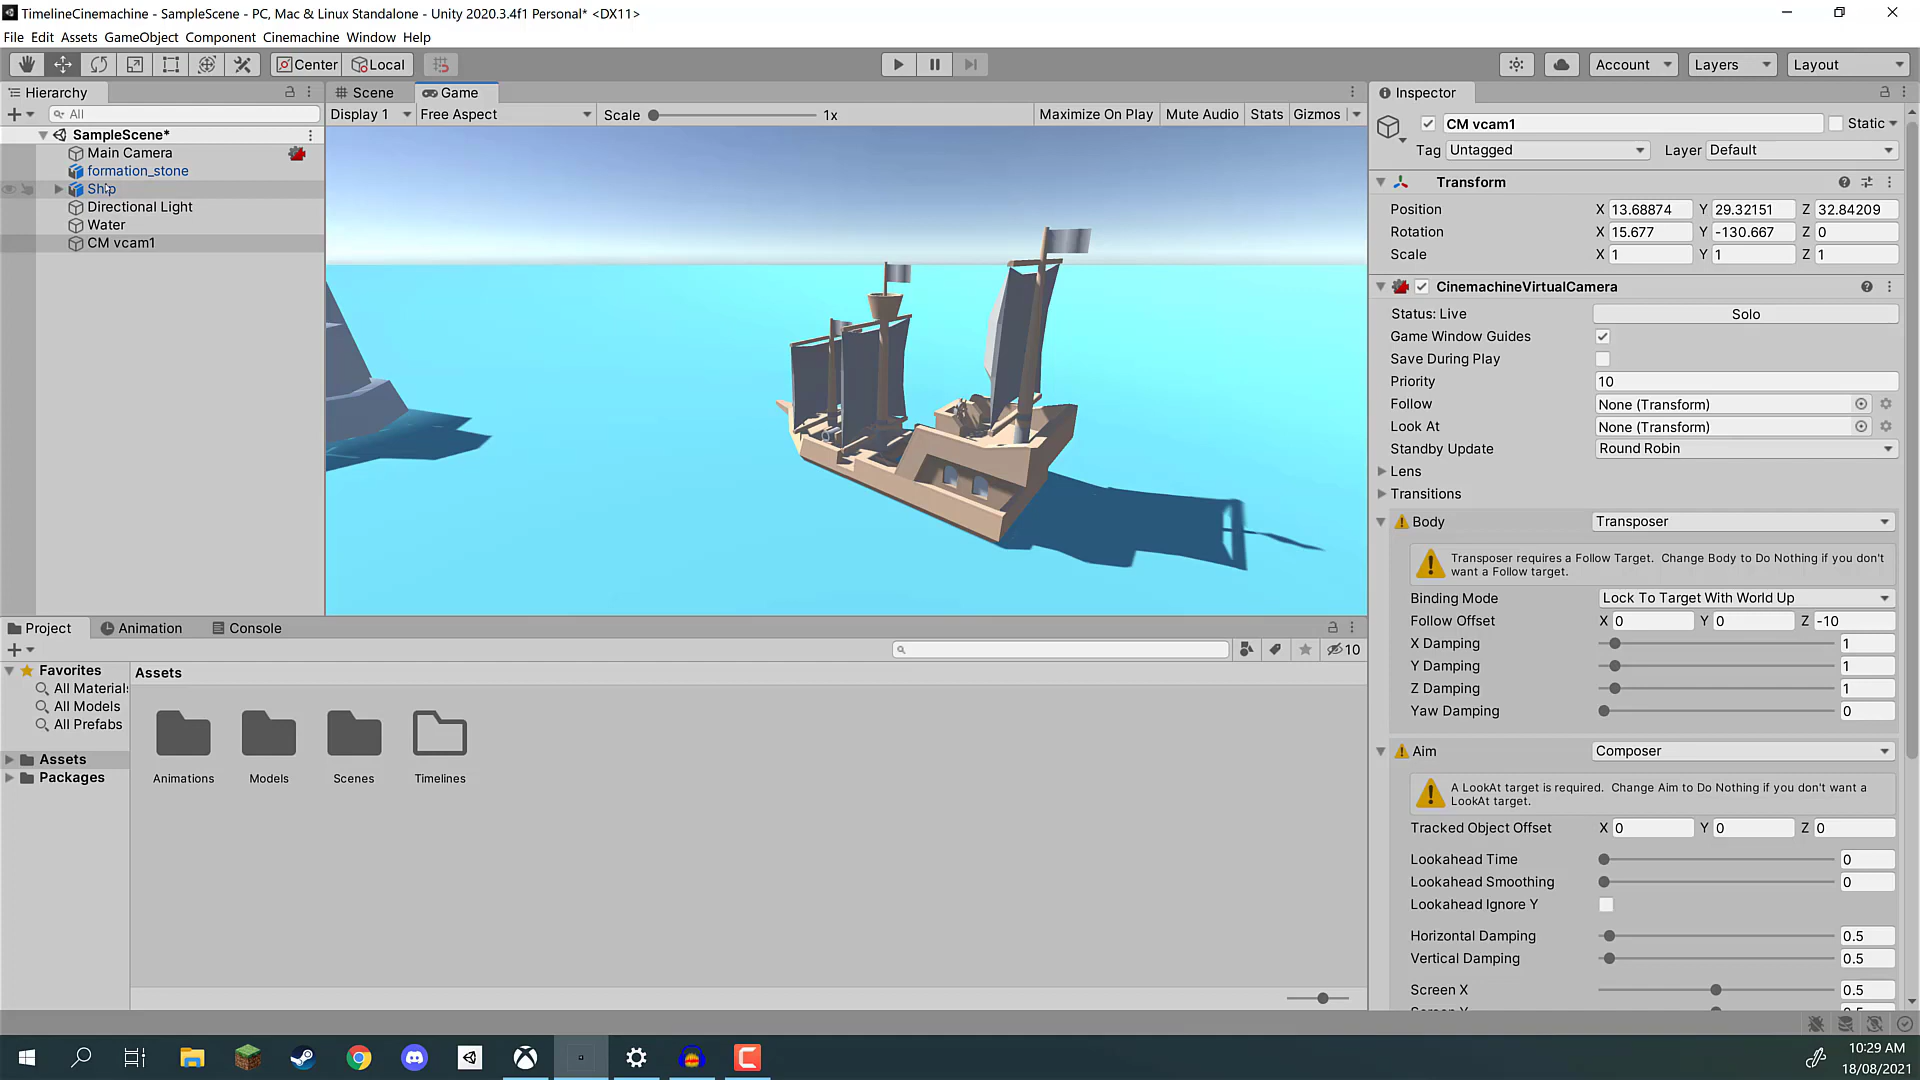 TimelineCinemachine - SampleScene - PC, Mac & Linux Standalone - Unity 2020.3.4f1 Personal* <DX11>
File Edit Assets GameObject Component Cinemachine Window Help
Center Local Account Layers Layout
Hierarchy
All
SampleScene*
Main Camera
formation_stone
Ship
Directional Light
Water
CM vcam1
Scene Game
Display 1 Free Aspect Scale 1x Maximize On Play Mute Audio Stats Gizmos
Inspector
CM vcam1 Static
Tag Untagged Layer Default
Transform
Position X 13.68874 Y 29.32151 Z 32.84209
Rotation X 15.677 Y -130.667 Z 0
Scale X 1 Y 1 Z 1
CinemachineVirtualCamera
Status: Live Solo
Game Window Guides
Save During Play
Priority 10
Follow None (Transform)
Look At None (Transform)
Standby Update Round Robin
Lens
Transitions
Body Transposer
Transposer requires a Follow Target. Change Body to Do Nothing if you don't
want a Follow target.
Binding Mode Lock To Target With World Up
Follow Offset X 0 Y 0 Z -10
X Damping 1
Y Damping 1
Z Damping 1
Yaw Damping 0
Aim Composer
A LookAt target is required. Change Aim to Do Nothing if you don't want a
LookAt target.
Tracked Object Offset X 0 Y 0 Z 0
Lookahead Time 0
Lookahead Smoothing 0
Lookahead Ignore Y
Horizontal Damping 0.5
Vertical Damping 0.5
Screen X 0.5
Project Animation Console
10
Favorites
All Material
All Models
All Prefabs
Assets
Packages
Assets
Animations Models Scenes Timelines
10:29 AM
18/08/2021